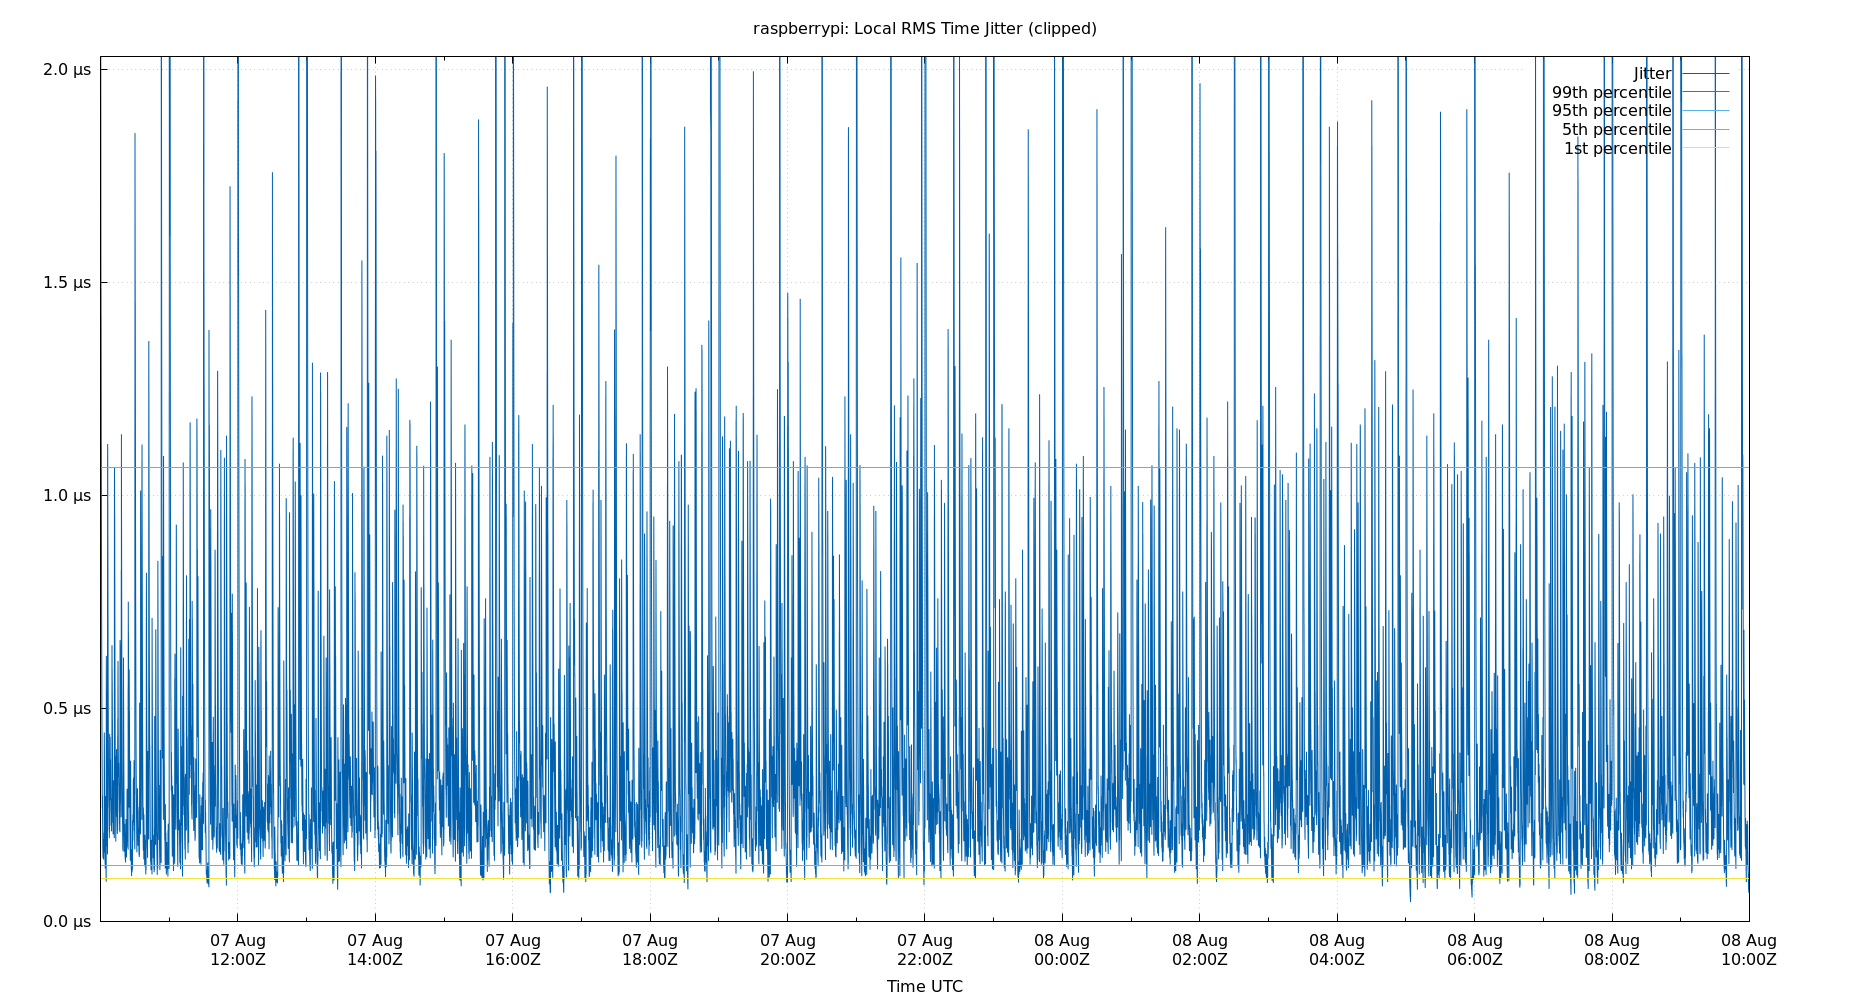 raspberrypi: Local RMS Time Jitter (clipped)
2.0 µs
1.5 µs
1.0 µs
0.5 µs
0.0 µs
Jitter
99th percentile
95th percentile
5th percentile
1st percentile
07 Aug 07 Aug 07 Aug 07 Aug 07 Aug 07 Aug 08 Aug 08 Aug 08 Aug 08 Aug 08 Aug 08 Aug
12:00Z 14:00Z 16:00Z 18:00Z 20:00Z 22:00Z 00:00Z 02:00Z 04:00Z 06:00Z 08:00Z 10:00Z
Time UTC